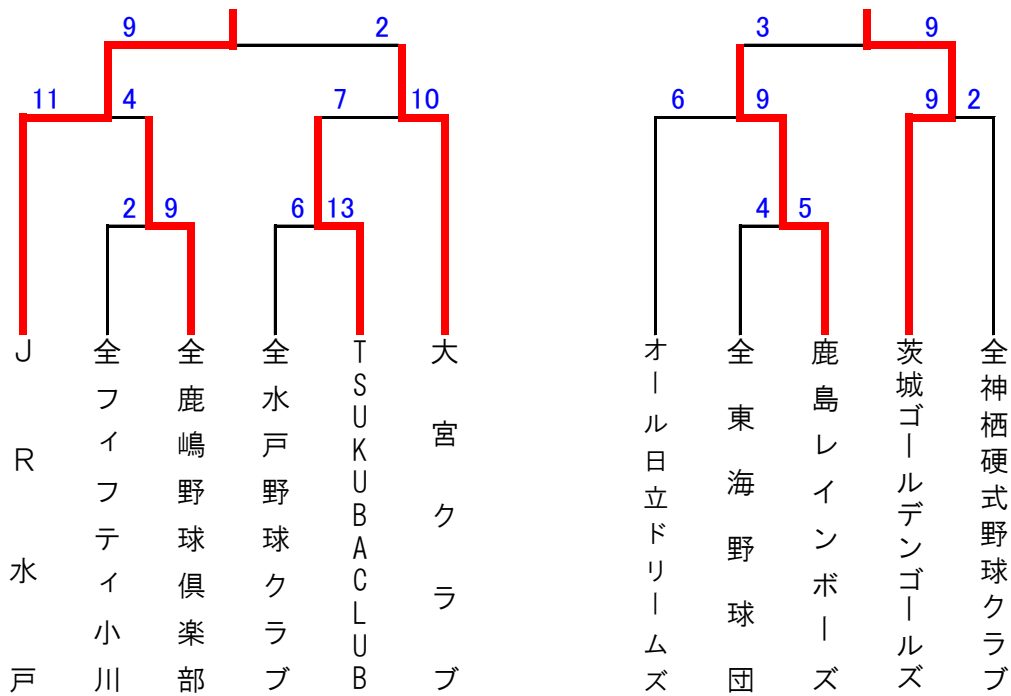 9 2 3 9
11 4 7 10 6 9 9 2
2 9 6 13 4 5
JR水戸
全フィフティ小川
全鹿嶋野球倶楽部
全水戸野球クラブ
TSUKUBACLUB
大宮クラブ
オール日立ドリームズ
全東海野球団
鹿島レインボーズ
茨城ゴールデンゴールズ
全神栖硬式野球クラブ